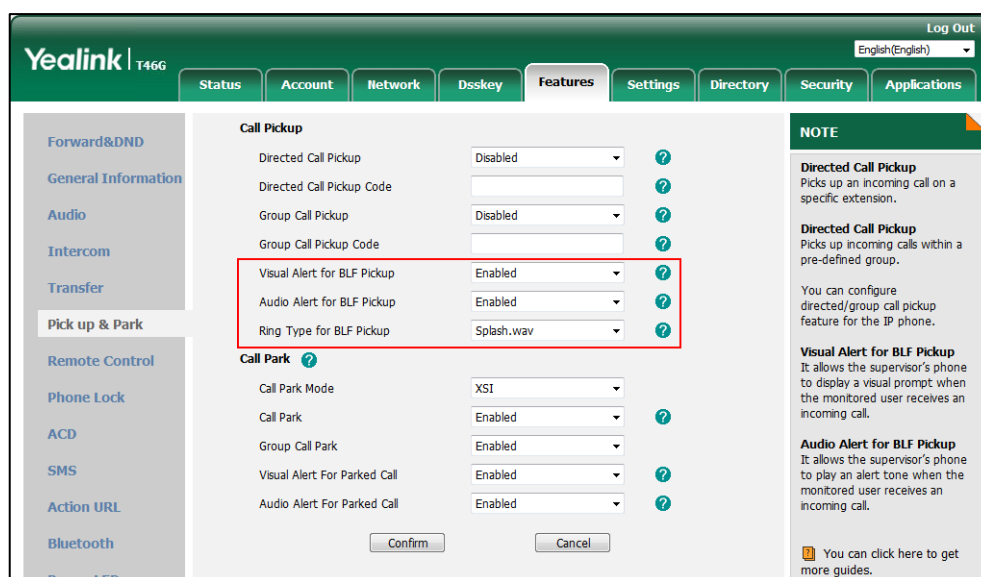 Log Out
English(English)
Yealink | T46G
Status
Account
Network
Dsskey
Features
Settings
Directory
Security
Applications
Forward&DND
General Information
Audio
Intercom
Transfer
Pick up & Park
Remote Control
Phone Lock
ACD
SMS
Action URL
Bluetooth
Call Pickup
Directed Call Pickup Disabled
Directed Call Pickup Code
Group Call Pickup Disabled
Group Call Pickup Code
Visual Alert for BLF Pickup Enabled
Audio Alert for BLF Pickup Enabled
Ring Type for BLF Pickup Splash.wav
Call Park
Call Park Mode XSI
Call Park Enabled
Group Call Park Enabled
Visual Alert For Parked Call Enabled
Audio Alert For Parked Call Enabled
Confirm
Cancel
NOTE
Directed Call Pickup
Picks up an incoming call on a
specific extension.
Directed Call Pickup
Picks up incoming calls within a
pre-defined group.
You can configure
directed/group call pickup
feature for the IP phone.
Visual Alert for BLF Pickup
It allows the supervisor's phone
to display a visual prompt when
the monitored user receives an
incoming call.
Audio Alert for BLF Pickup
It allows the supervisor's phone
to play an alert tone when the
monitored user receives an
incoming call.
You can click here to get
more guides.